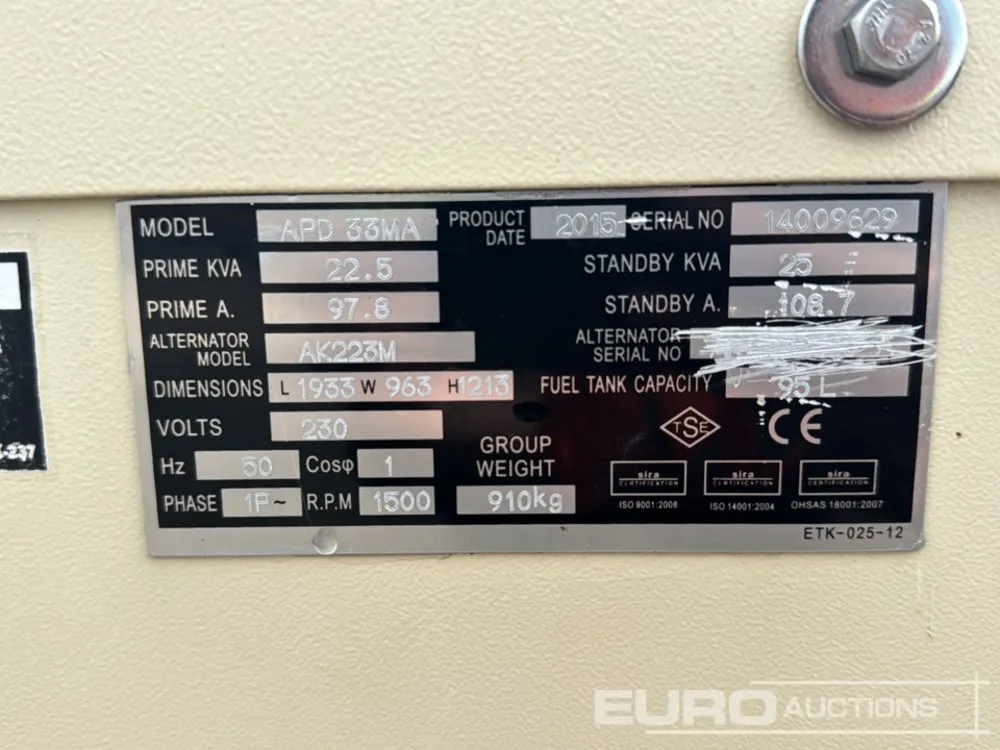 MODEL APD 33MA PRODUCT DATE 2015 SERIAL NO 14009629
PRIME KVA 22.5 STANDBY KVA 25
PRIME A. 97.8 STANDBY A. 108.7
ALTERNATOR MODEL AK223M ALTERNATOR SERIAL NO
DIMENSIONS L 1933 W 963 H 1213 FUEL TANK CAPACITY 95 L
VOLTS 230 TSE CE
Hz 50 Cosφ 1 GROUP WEIGHT
PHASE 1P~ R.P.M 1500 910kg
sira CERTIFICATION sira CERTIFICATION sira CERTIFICATION
ISO 9001:2008 ISO 14001:2004 OHSAS 18001:2007
ETK-025-12
-237
EURO AUCTIONS